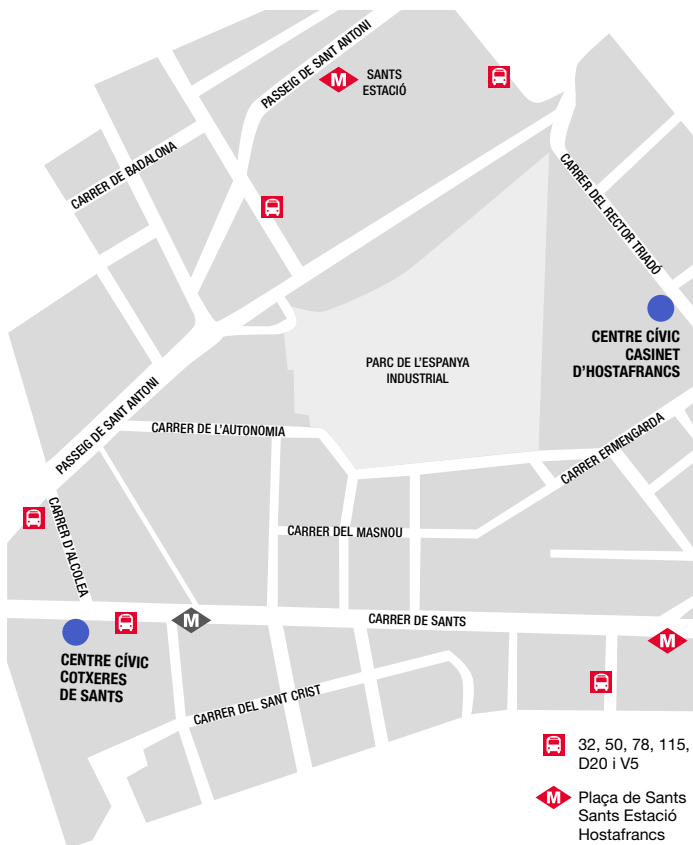 PASSEIG DE SANT ANTONI
M
SANTS
ESTACIÓ
CARRER DE BADALONA
CARRER DEL RECTOR TRIADÓ
CENTRE CÍVIC
CASINET
D'HOSTAFRANCS
PARC DE L'ESPANYA
INDUSTRIAL
PASSEIG DE SANT ANTONI
CARRER DE L'AUTONOMIA
CARRER ERMENGARDA
CARRER D'ALCOLEA
CARRER DEL MASNOU
M
CARRER DE SANTS
M
CENTRE CÍVIC
COTXERES
DE SANTS
CARRER DEL SANT CRIST
32, 50, 78, 115,
D20 i V5
M
Plaça de Sants
Sants Estació
Hostafrancs